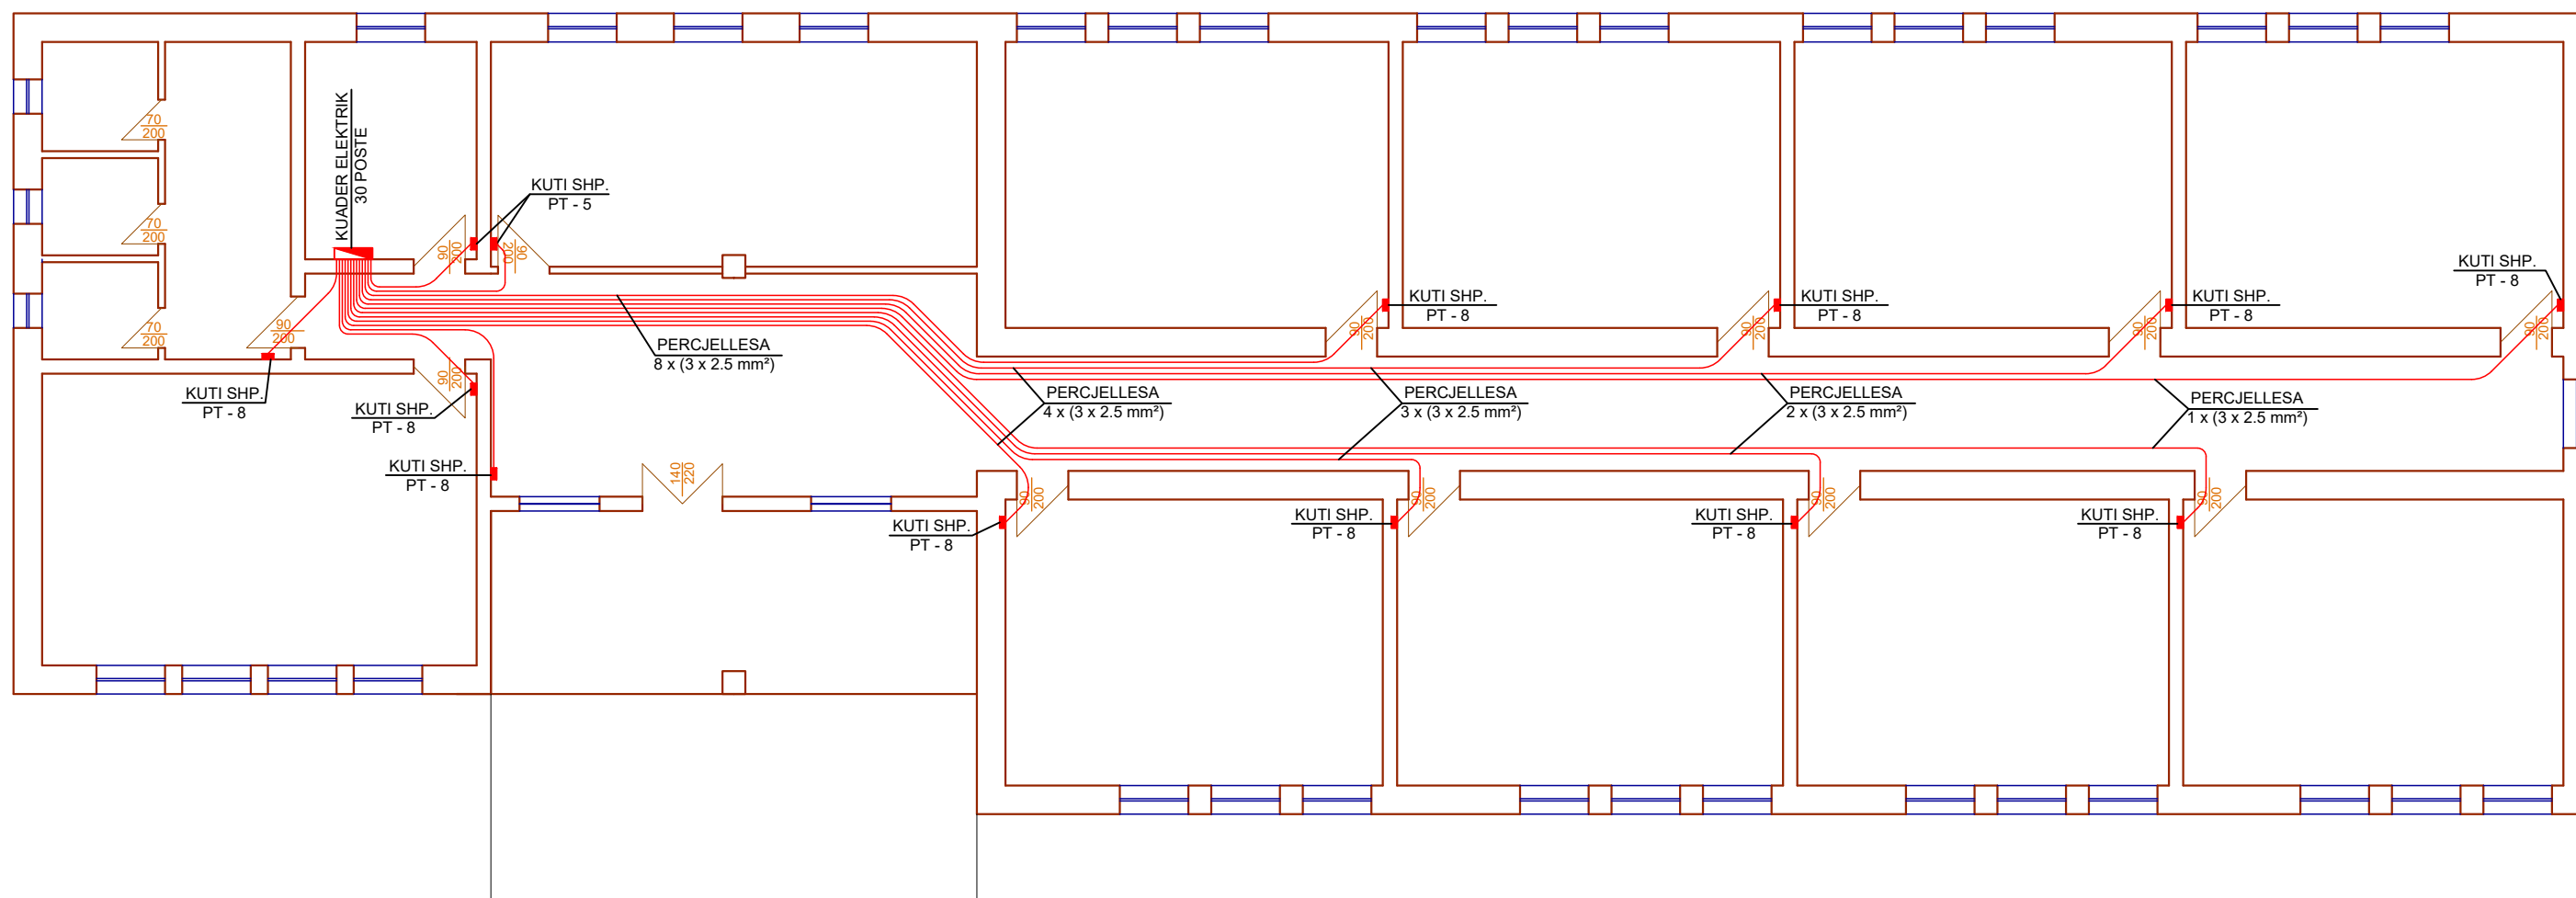 KUADER ELEKTRIK
30 POSTE
70
200
70
200
70
200
90
200
90
200
90
200
KUTI SHP.
PT - 5
KUTI SHP.
PT - 8
KUTI SHP.
PT - 8
KUTI SHP.
PT - 8
KUTI SHP.
PT - 8
90
200
90
200
90
200
90
200
PERCJELLESA
8 x (3 x 2.5 mm²)
90
200
KUTI SHP.
PT - 8
KUTI SHP.
PT - 8
KUTI SHP.
PT - 8
PERCJELLESA
4 x (3 x 2.5 mm²)
PERCJELLESA
3 x (3 x 2.5 mm²)
PERCJELLESA
2 x (3 x 2.5 mm²)
PERCJELLESA
1 x (3 x 2.5 mm²)
140
220
90
200
90
200
90
200
90
200
KUTI SHP.
PT - 8
KUTI SHP.
PT - 8
KUTI SHP.
PT - 8
KUTI SHP.
PT - 8